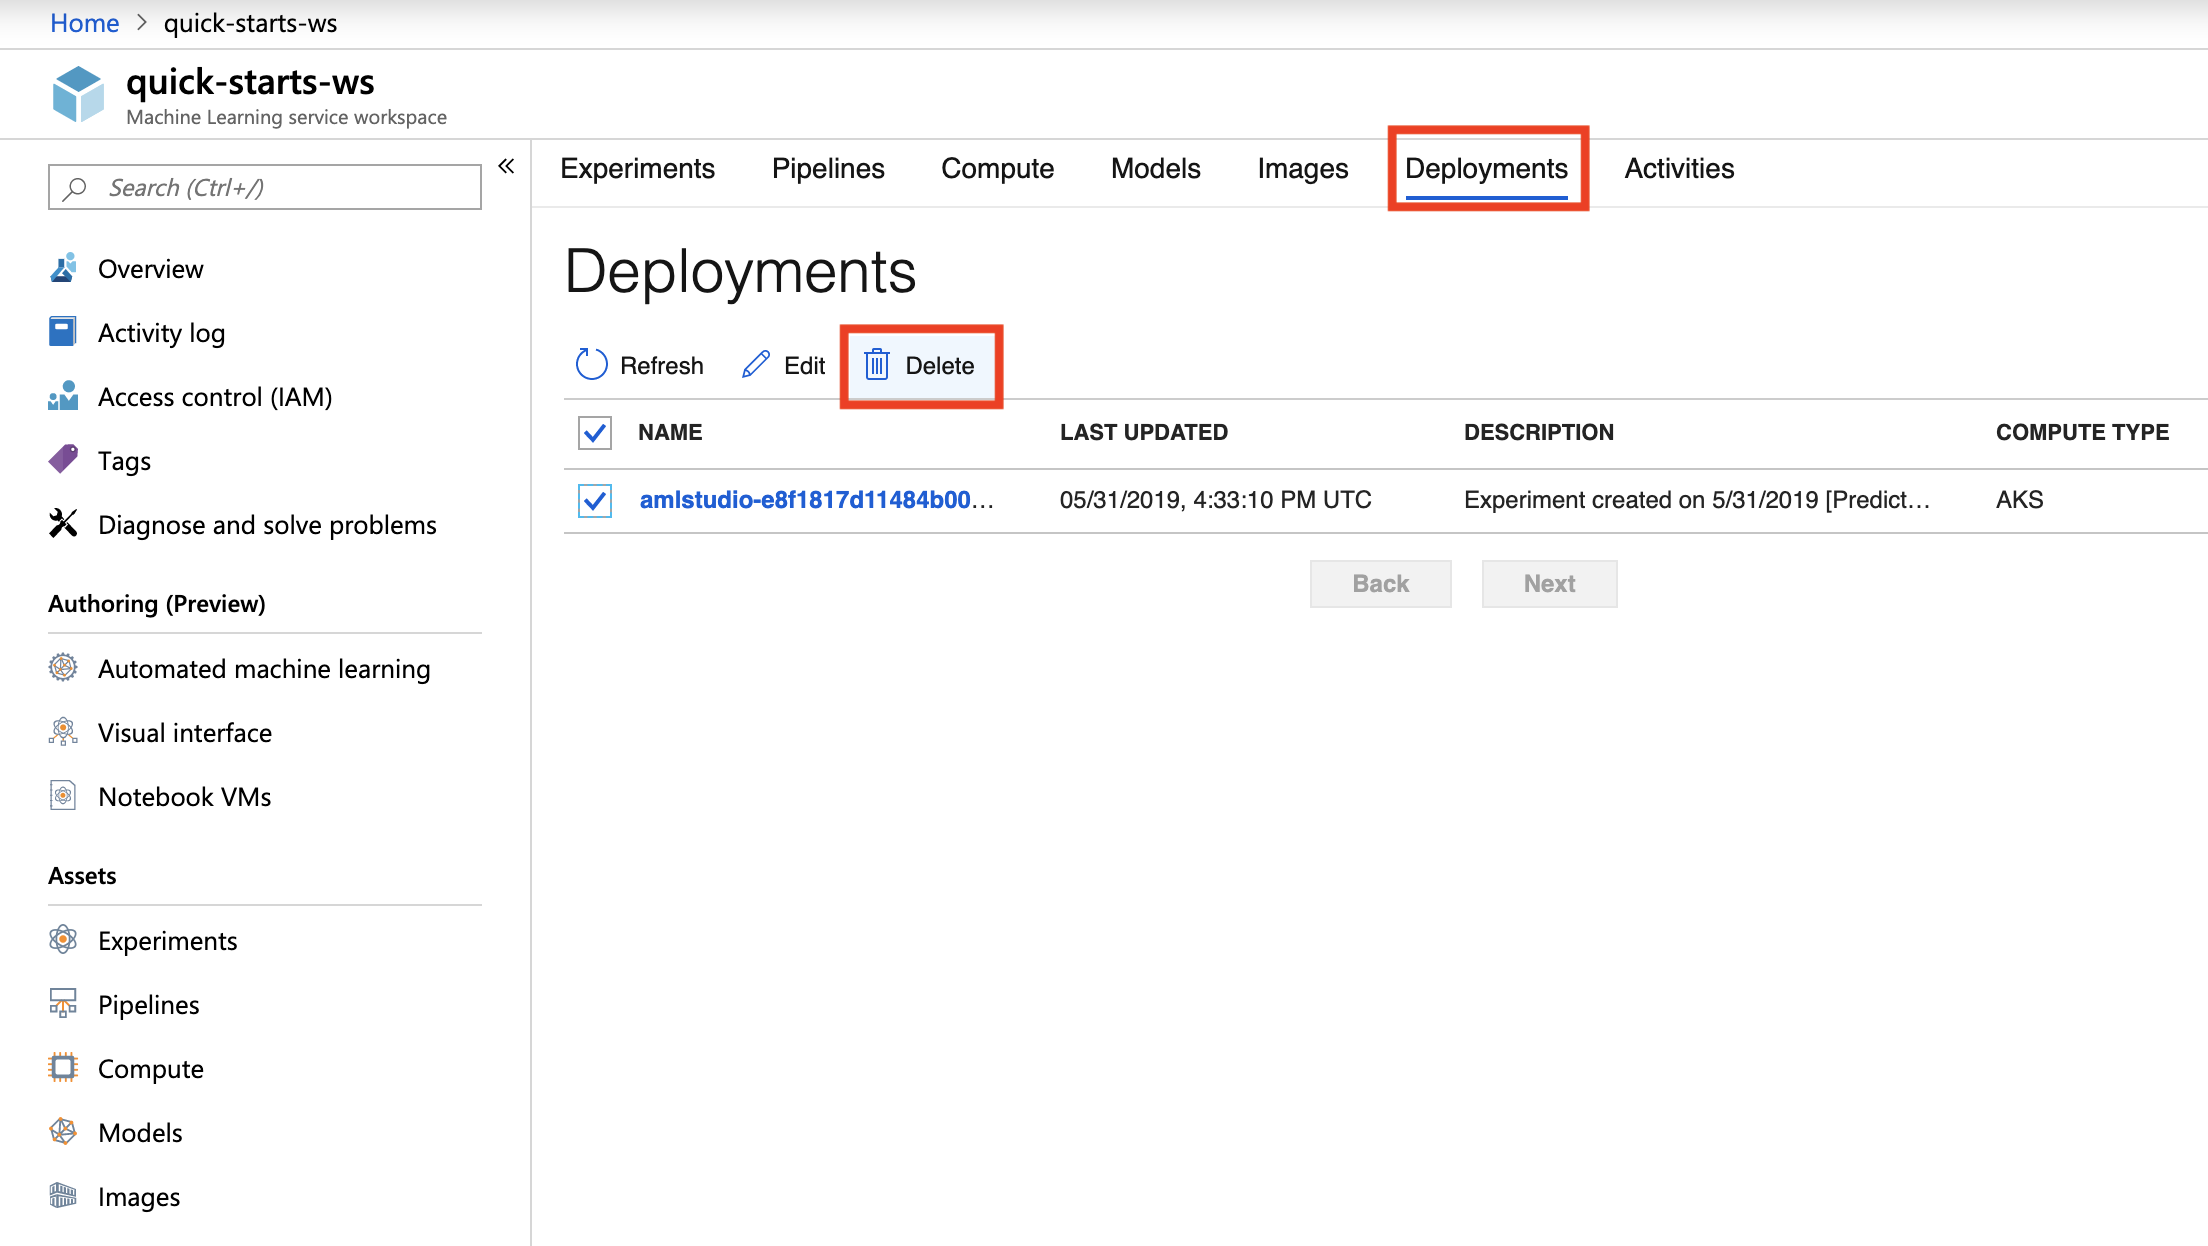 Home > quick-starts-ws
quick-starts-ws
Machine Learning service workspace
Search (Ctrl+/)
«
Overview
Activity log
Access control (IAM)
Tags
Diagnose and solve problems
Authoring (Preview)
Automated machine learning
Visual interface
Notebook VMs
Assets
Experiments
Pipelines
Compute
Models
Images
Experiments Pipelines Compute Models Images Deployments Activities
Deployments
Refresh Edit Delete
NAME LAST UPDATED DESCRIPTION COMPUTE TYPE
amlstudio-e8f1817d11484b00... 05/31/2019, 4:33:10 PM UTC Experiment created on 5/31/2019 [Predict... AKS
Back Next